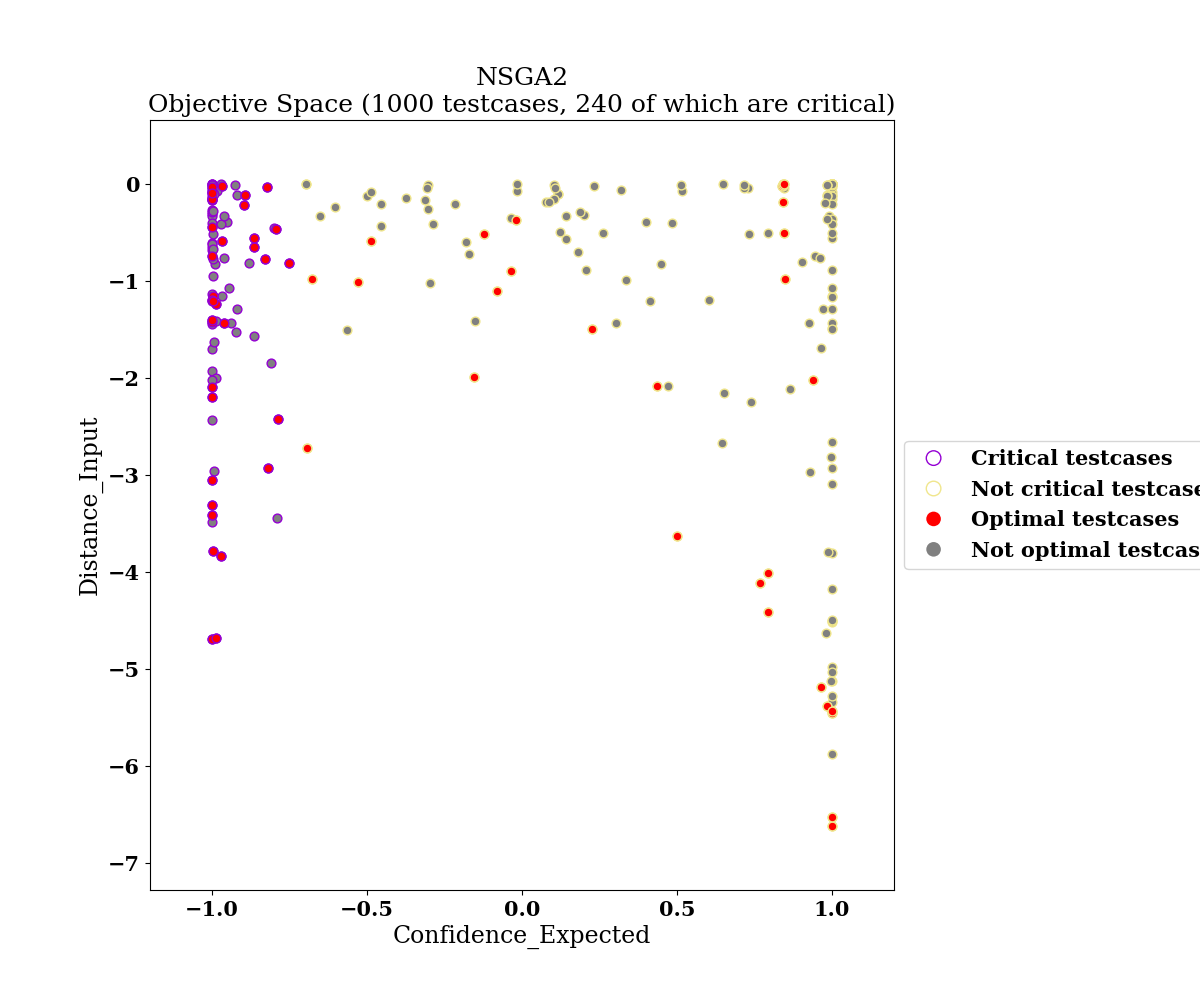 NSGA2
Objective Space (1000 testcases, 240 of which are critical)
0
−1
−2
−3
−4
−5
−6
−7
Distance_Input
−1.0 −0.5 0.0 0.5 1.0
Confidence_Expected
Critical testcases
Not critical testcase
Optimal testcases
Not optimal testcas